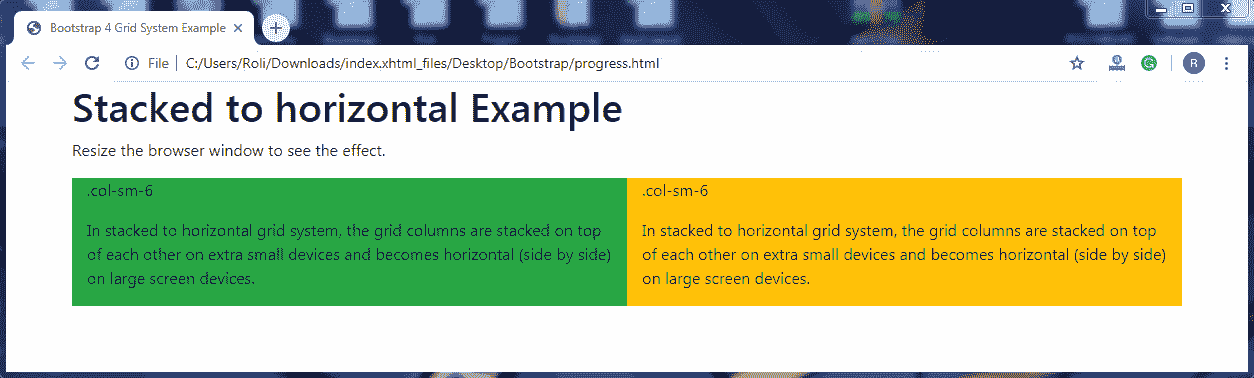 Bootstrap 4 Grid System Example
File
C:/Users/Roli/Downloads/index.xhtml_files/Desktop/Bootstrap/progress.html
R
Stacked to horizontal Example
Resize the browser window to see the effect.
.col-sm-6
In stacked to horizontal grid system, the grid columns are stacked on top
of each other on extra small devices and becomes horizontal (side by side)
on large screen devices.
.col-sm-6
In stacked to horizontal grid system, the grid columns are stacked on top
of each other on extra small devices and becomes horizontal (side by side)
on large screen devices.